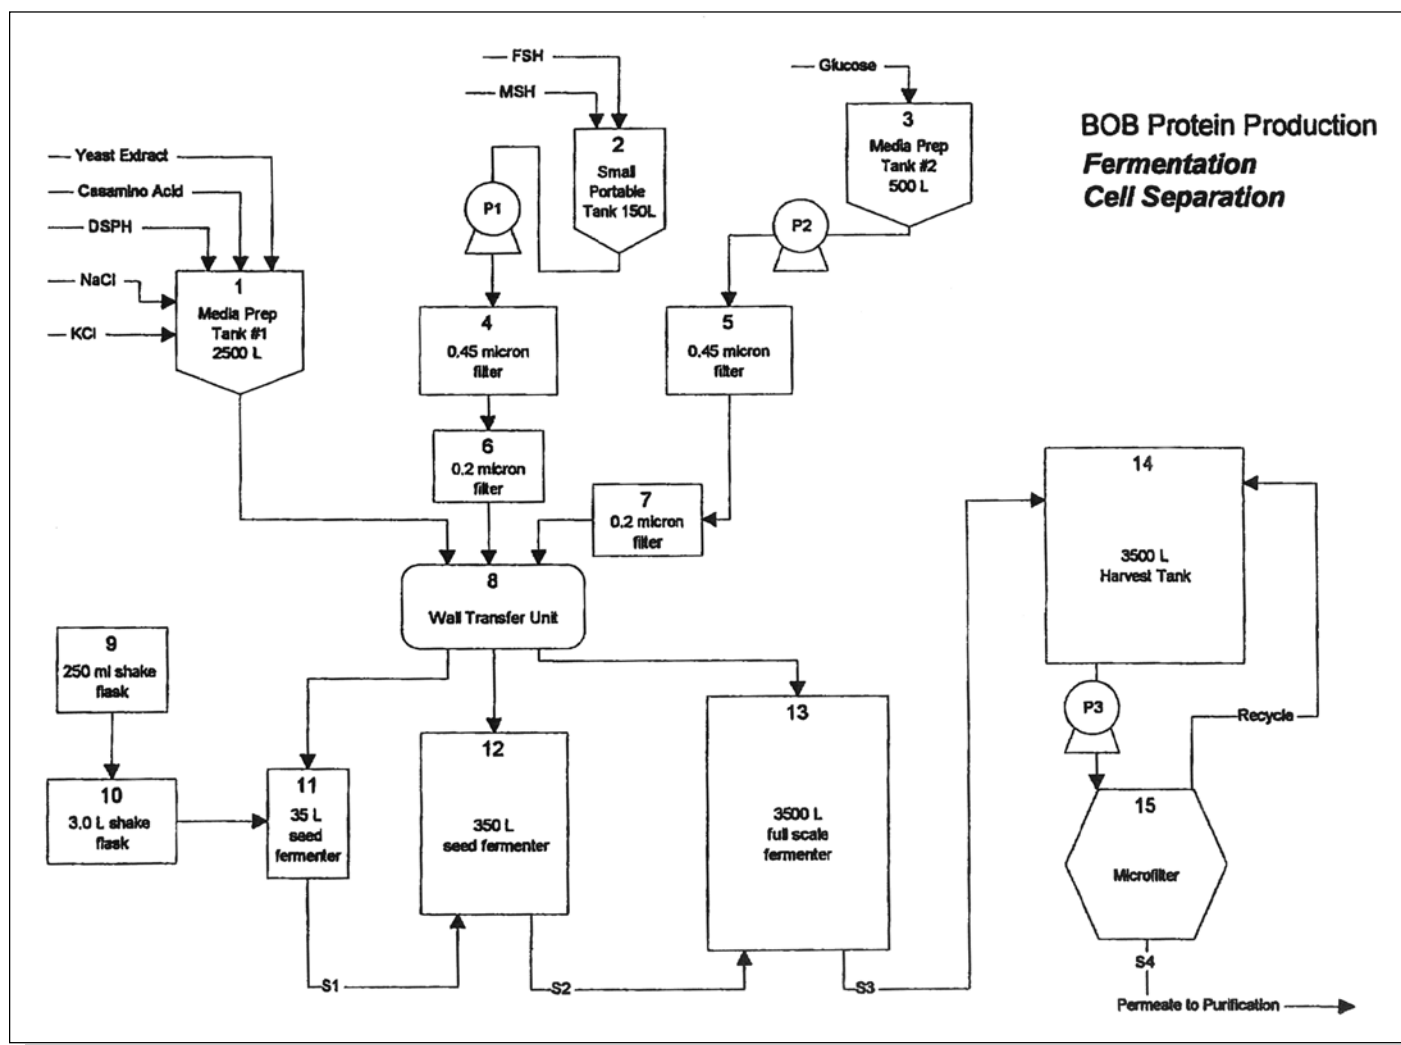 FSH
MSH
Glucose
BOB Protein Production
Fermentation
Cell Separation
Yeast Extract
Casamino Acid
DSPH
NaCl
KCl
1
Media Prep
Tank #1
2500 L
2
Small
Portable
Tank 150L
3
Media Prep
Tank #2
500 L
P1
P2
4
0.45 micron
filter
5
0.45 micron
filter
6
0.2 micron
filter
7
0.2 micron
filter
8
Wall Transfer Unit
9
250 ml shake
flask
10
3.0 L shake
flask
11
35 L
seed
fermenter
12
350 L
seed fermenter
13
3500 L
full scale
fermenter
14
3500 L
Harvest Tank
P3
Recycle
15
Microfilter
S1
S2
S3
S4
Permeate to Purification